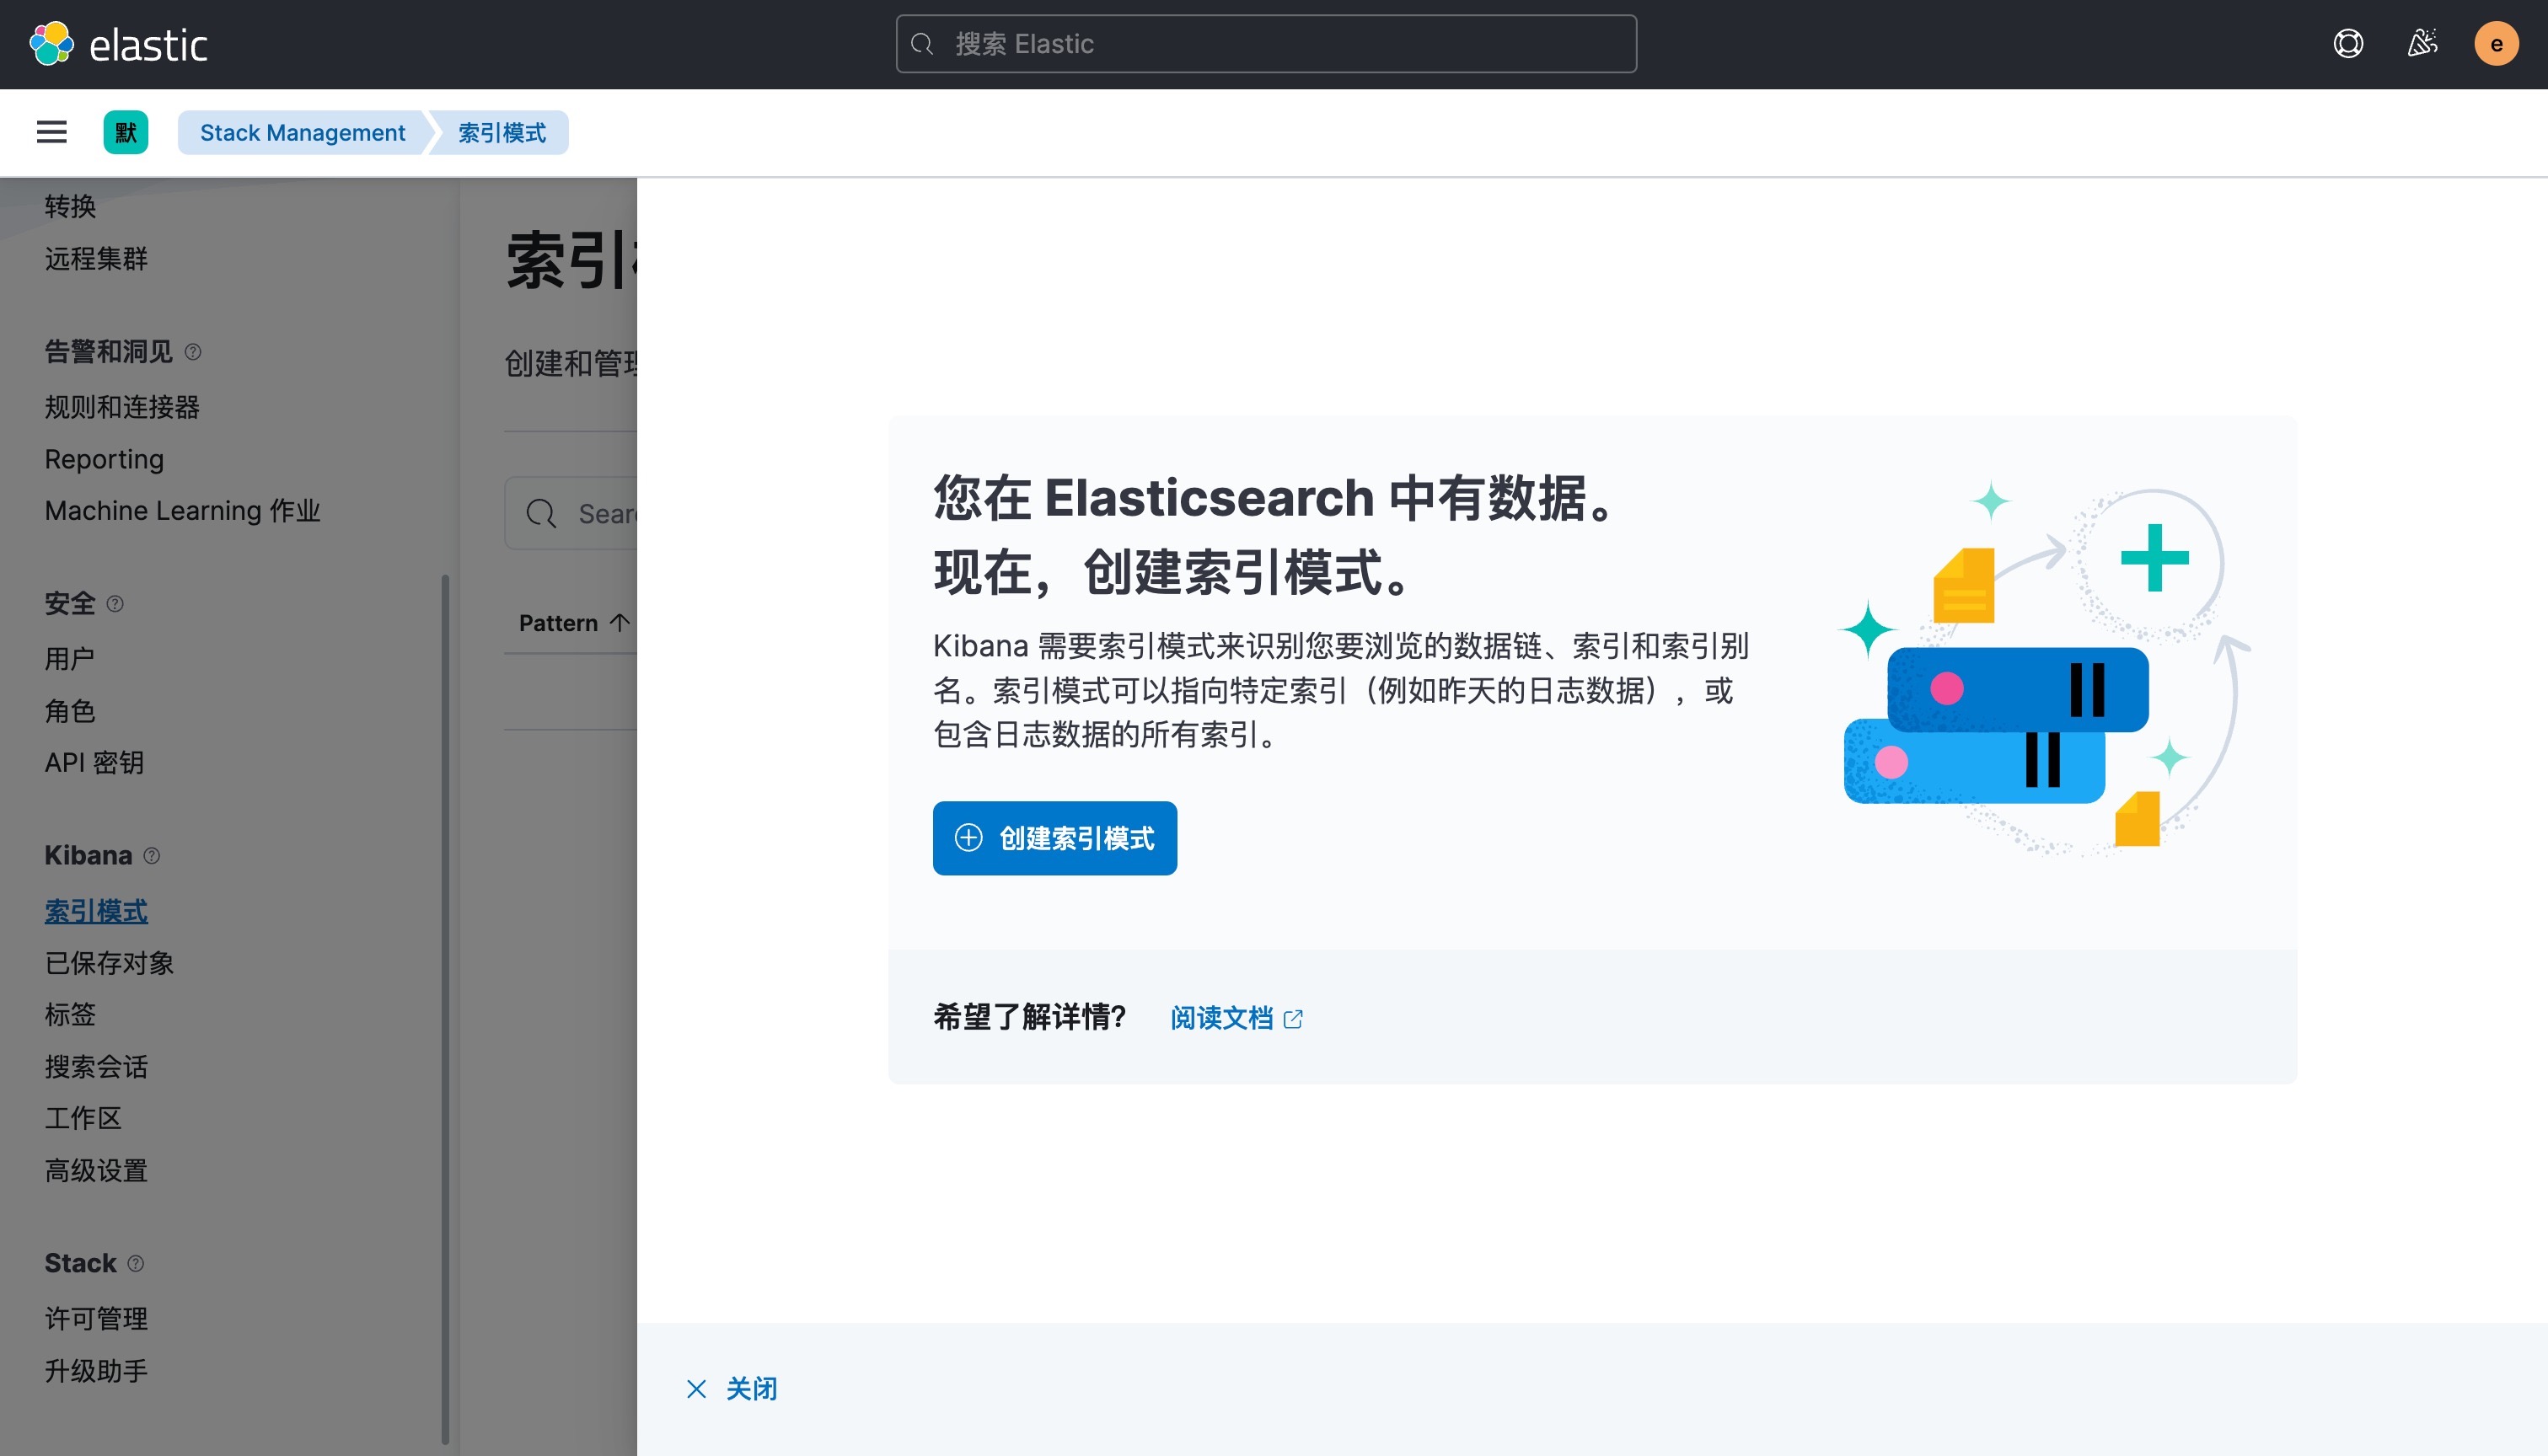 elastic
搜索 Elastic
e
默
Stack Management
索引模式
转换
远程集群
告警和洞见
规则和连接器
Reporting
Machine Learning 作业
安全
用户
角色
API 密钥
Kibana
索引模式
已保存对象
标签
搜索会话
工作区
高级设置
Stack
许可管理
升级助手
索引
创建和管理
Sear
Pattern
您在 Elasticsearch 中有数据。
现在，创建索引模式。
Kibana 需要索引模式来识别您要浏览的数据链、索引和索引别
名。索引模式可以指向特定索引（例如昨天的日志数据），或
包含日志数据的所有索引。
创建索引模式
希望了解详情?
阅读文档
关闭